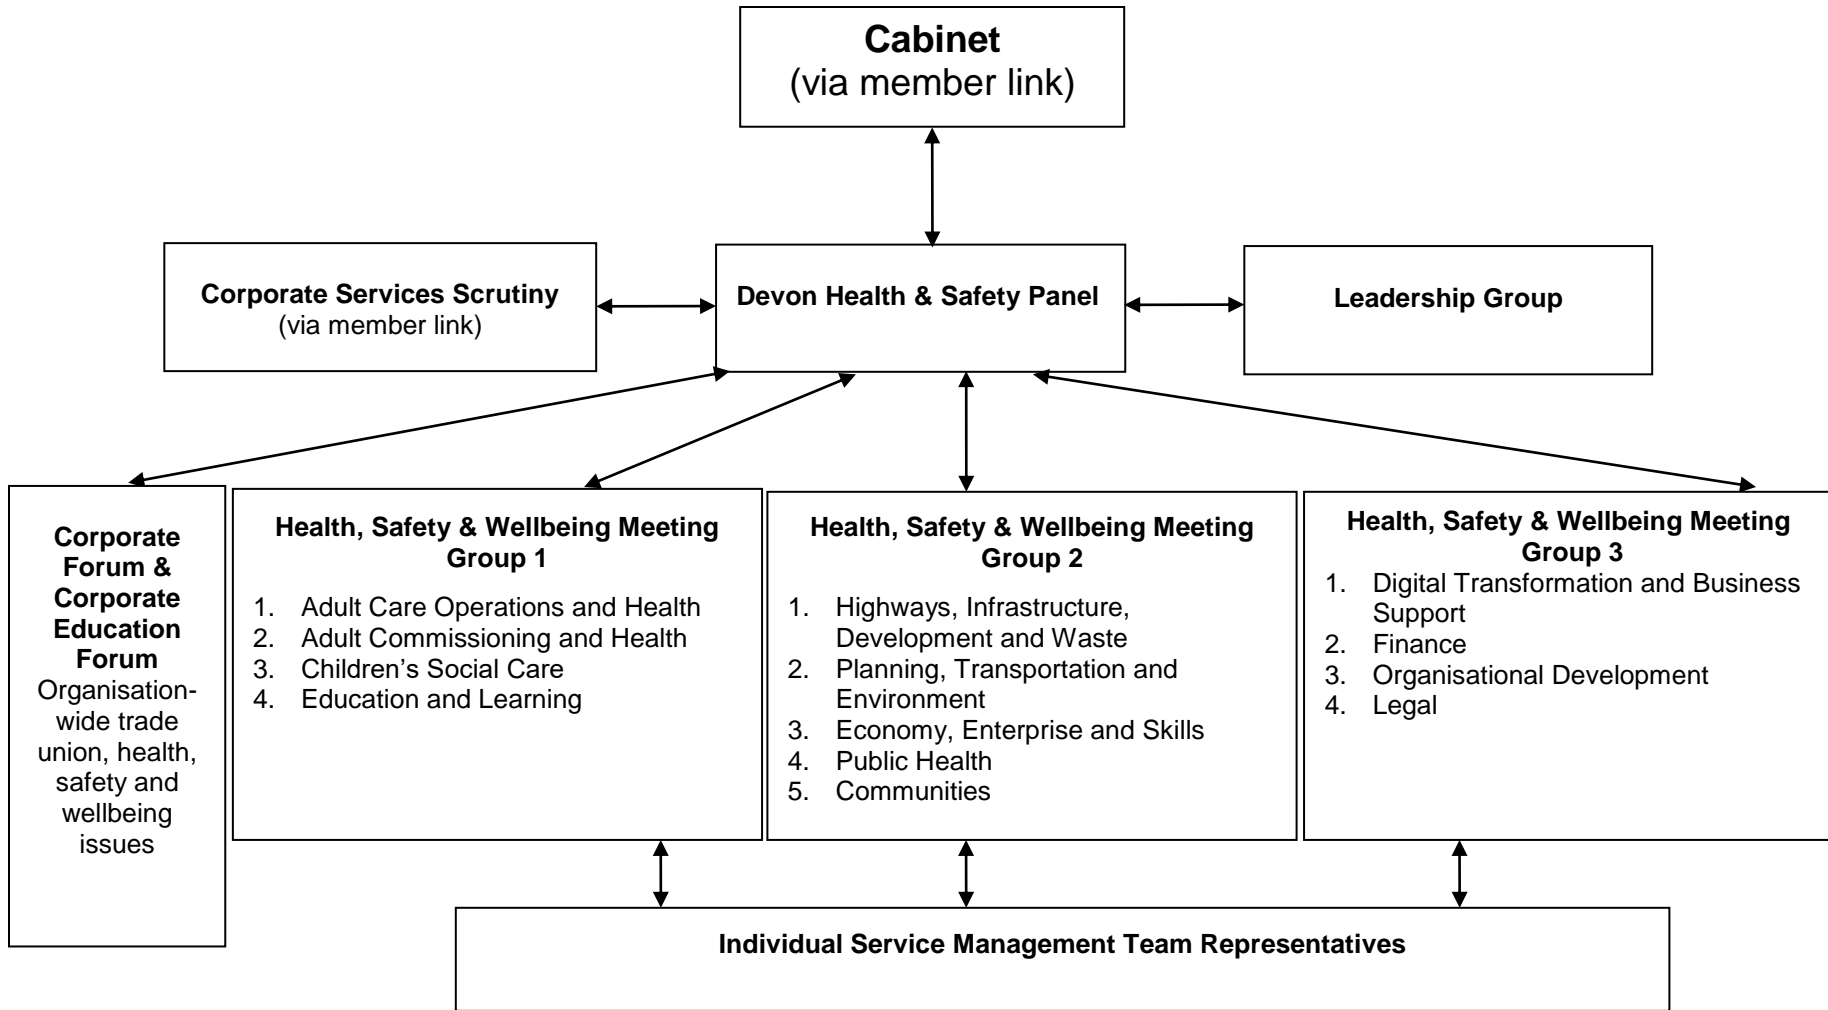 Cabinet
(via member link)
Corporate Services Scrutiny
(via member link)
Devon Health & Safety Panel
Leadership Group
Corporate
Forum &
Corporate
Education
Forum
Organisation-
wide trade
union, health,
safety and
wellbeing
issues
Health, Safety & Wellbeing Meeting
Group 1
1. Adult Care Operations and Health
2. Adult Commissioning and Health
3. Children’s Social Care
4. Education and Learning
Health, Safety & Wellbeing Meeting
Group 2
1. Highways, Infrastructure,
Development and Waste
2. Planning, Transportation and
Environment
3. Economy, Enterprise and Skills
4. Public Health
5. Communities
Health, Safety & Wellbeing Meeting
Group 3
1. Digital Transformation and Business
Support
2. Finance
3. Organisational Development
4. Legal
Individual Service Management Team Representatives